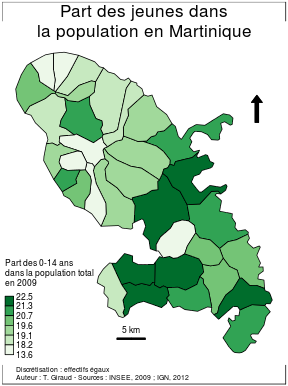 Part des jeunes dans
la population en Martinique
Part des 0-14 ans
dans la population total
en 2009
22.5
21.3
20.7
19.6
19.1
18.2
13.6
5 km
Discrétisation : effectifs égaux
Auteur : T. Giraud - Sources : INSEE, 2009 ; IGN, 2012